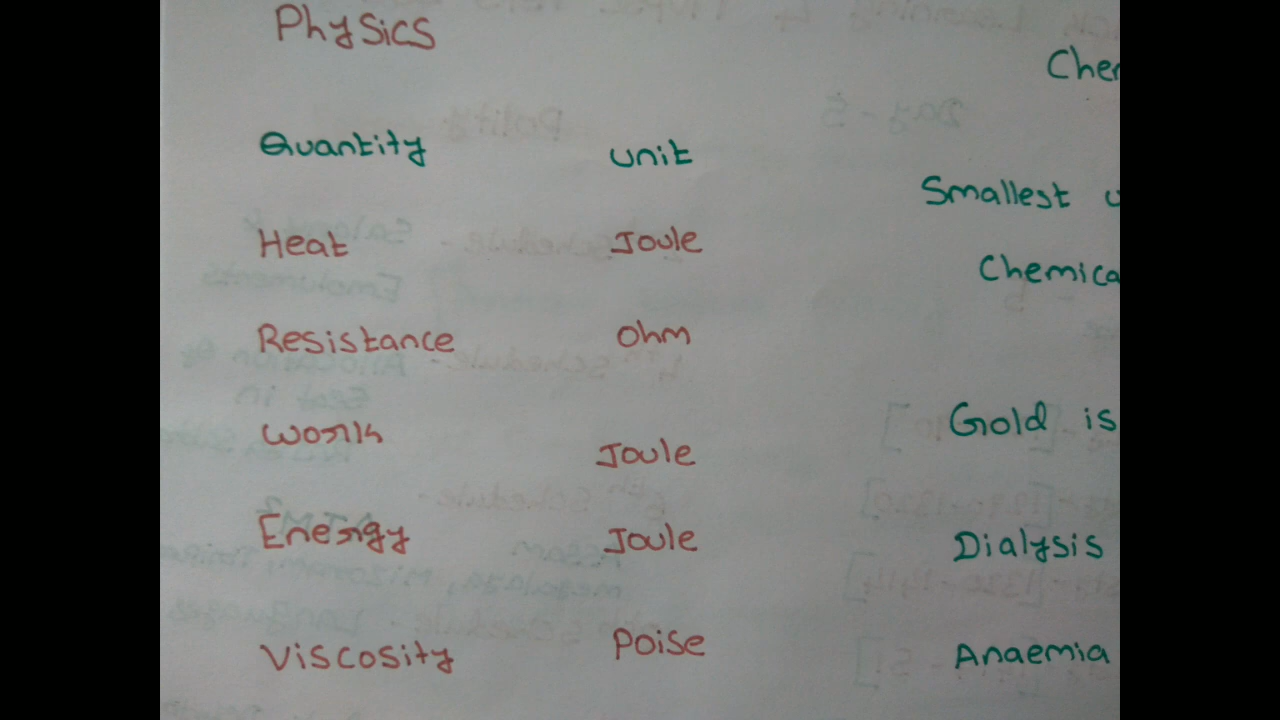 Physics
Chem
Quantity unit
Smallest u
Heat Joule
Chemica
Resistance Ohm
Gold is
Work Joule
Energy Joule
Dialysis
Viscosity Poise
Anaemia